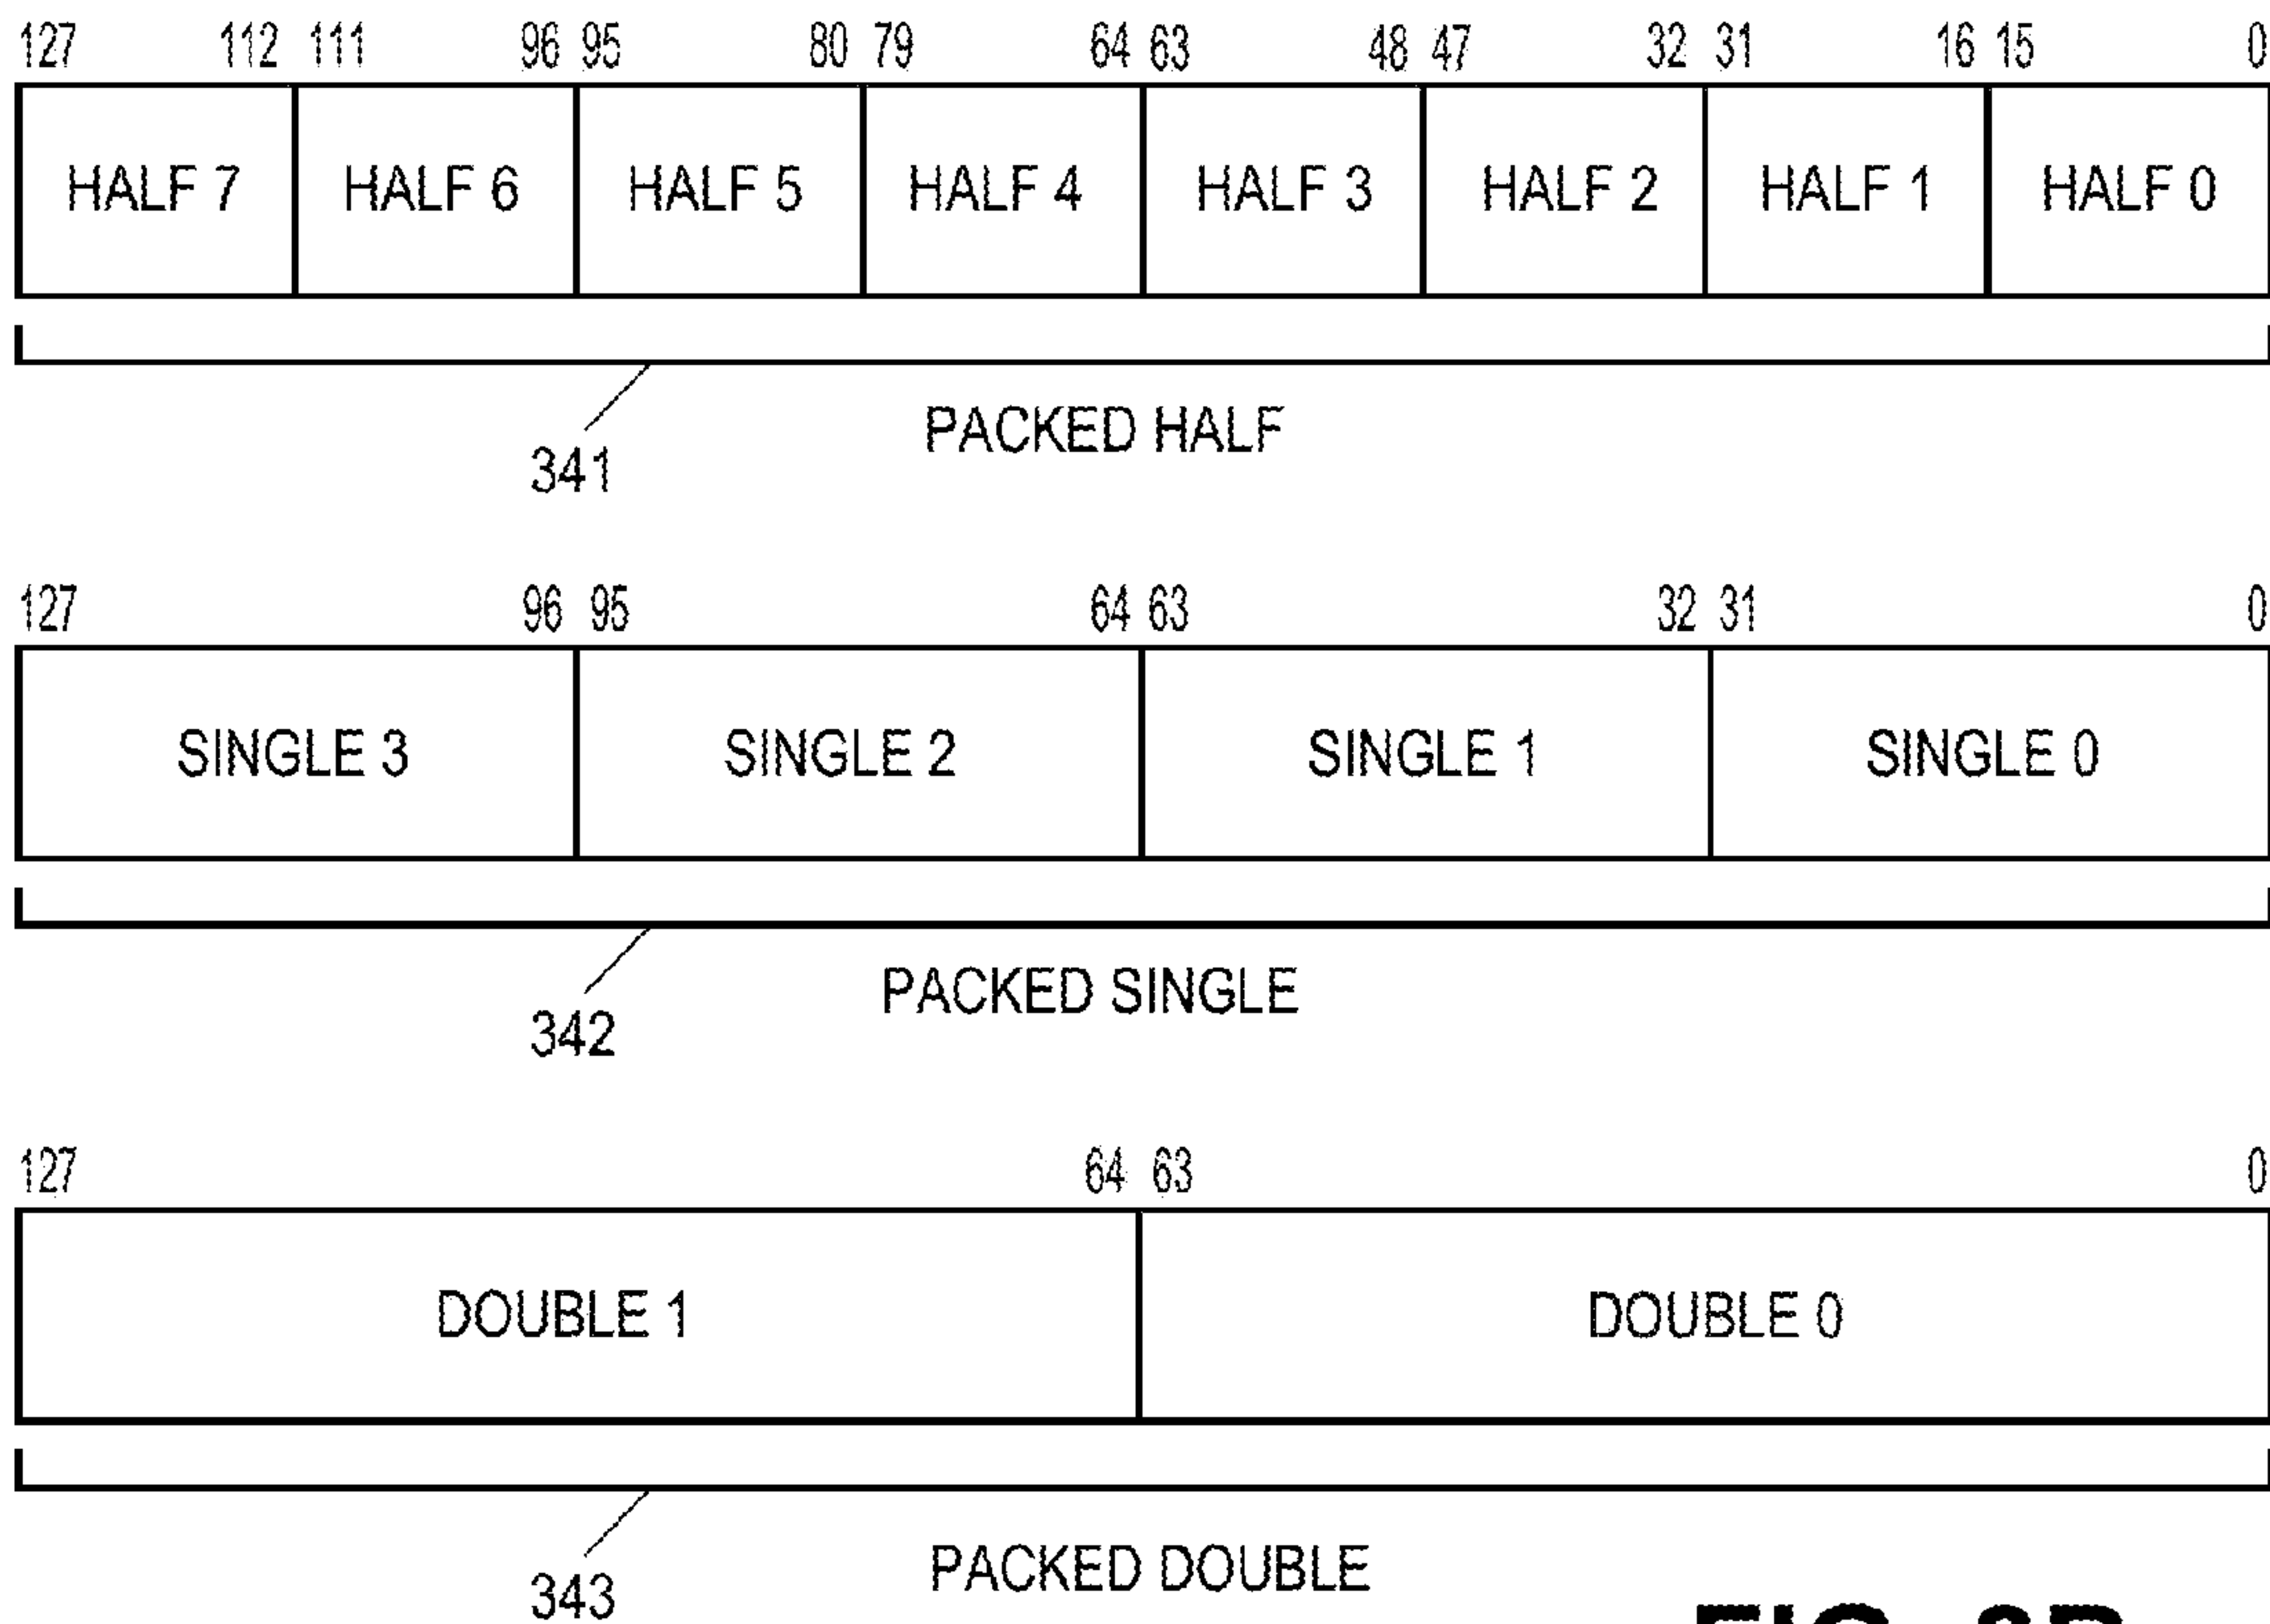 127 112 111 96 95 80 79 64 63 48 47 32 31 16 15 0
HALF 7 HALF 6 HALF 5 HALF 4 HALF 3 HALF 2 HALF 1 HALF 0
PACKED HALF
341
127 96 95 64 63 32 31 0
SINGLE 3 SINGLE 2 SINGLE 1 SINGLE 0
PACKED SINGLE
342
127 64 63 0
DOUBLE 1 DOUBLE 0
PACKED DOUBLE
343